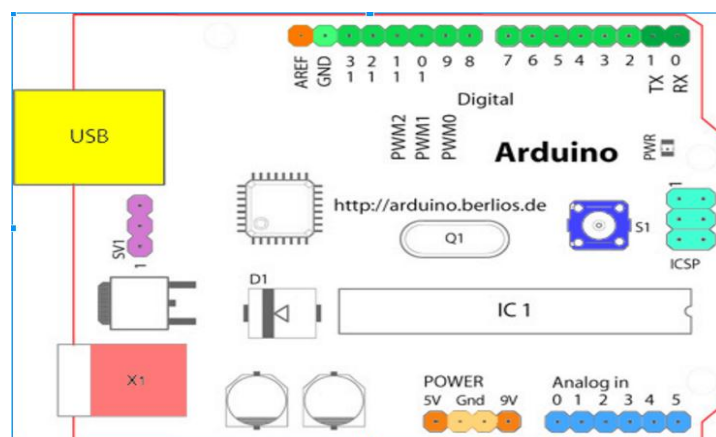 AREF GND 13 12 11 10 9 8 7 6 5 4 3 2 1 0
TX RX
Digital
PWM2 PWM1 PWM0
Arduino
PWR
USB
http://arduino.berlios.de
1
SV1
1
Q1
S1
ICSP
D1
IC 1
X1
POWER
5V Gnd 9V
Analog in
0 1 2 3 4 5